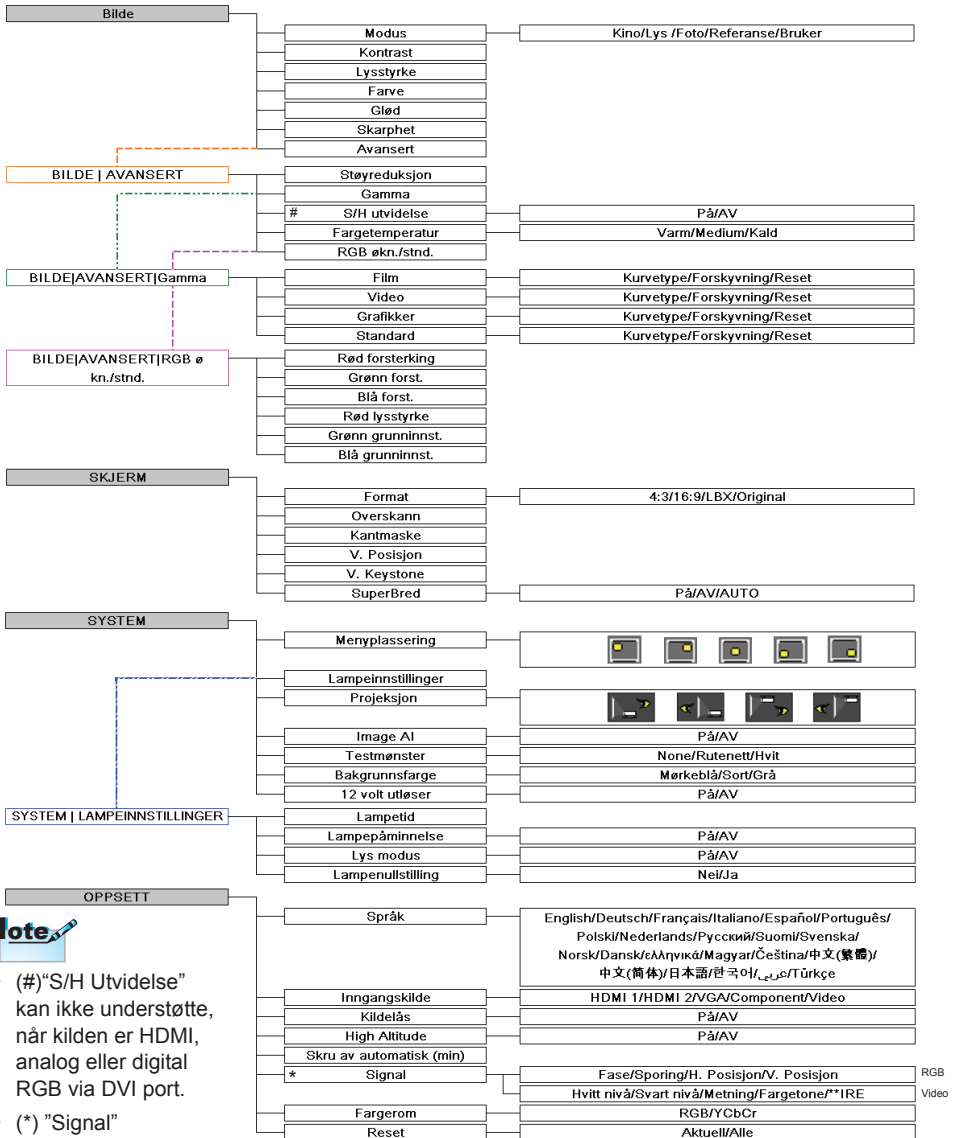 Bilde
Modus
Kino/Lys /Foto/Referanse/Bruker
Kontrast
Lysstyrke
Farve
Glød
Skarphet
Avansert
BILDE | AVANSERT
Støyreduksjon
Gamma
# S/H utvidelse
På/AV
Fargetemperatur
Varm/Medium/Kald
RGB økn./stnd.
BILDE|AVANSERT|Gamma
Film
Kurvetype/Forskyvning/Reset
Video
Kurvetype/Forskyvning/Reset
Grafikker
Kurvetype/Forskyvning/Reset
Standard
Kurvetype/Forskyvning/Reset
BILDE|AVANSERT|RGB ø
kn./stnd.
Rød forsterking
Grønn forst.
Blå forst.
Rød lysstyrke
Grønn grunninnst.
Blå grunninnst.
SKJERM
Format
4:3/16:9/LBX/Original
Overskann
Kantmaske
V. Posisjon
V. Keystone
SuperBred
På/AV/AUTO
SYSTEM
Menyplassering
Lampeinnstillinger
Projeksjon
Image AI
På/AV
Testmønster
None/Rutenett/Hvit
Bakgrunnsfarge
Mørkeblå/Sort/Grå
12 volt utløser
På/AV
SYSTEM | LAMPEINNSTILLINGER
Lampetid
Lampepåminnelse
På/AV
Lys modus
På/AV
Lampenullstilling
Nei/Ja
OPPSETT
Språk
English/Deutsch/Français/Italiano/Español/Português/
Polski/Nederlands/Русский/Suomi/Svenska/
Norsk/Dansk/ελληνικά/Magyar/Čeština/中文(繁體)/
中文(简体)/日本語/한국어/عربي/Türkçe
Inngangskilde
HDMI 1/HDMI 2/VGA/Component/Video
Kildelås
På/AV
High Altitude
På/AV
Skru av automatisk (min)
* Signal
Fase/Sporing/H. Posisjon/V. Posisjon
RGB
Hvitt nivå/Svart nivå/Metning/Fargetone/**IRE
Video
Fargerom
RGB/YCbCr
Reset
Aktuell/Alle
Note
(#)“S/H Utvidelse”
kan ikke understøtte,
når kilden er HDMI,
analog eller digital
RGB via DVI port.
(*) ”Signal”